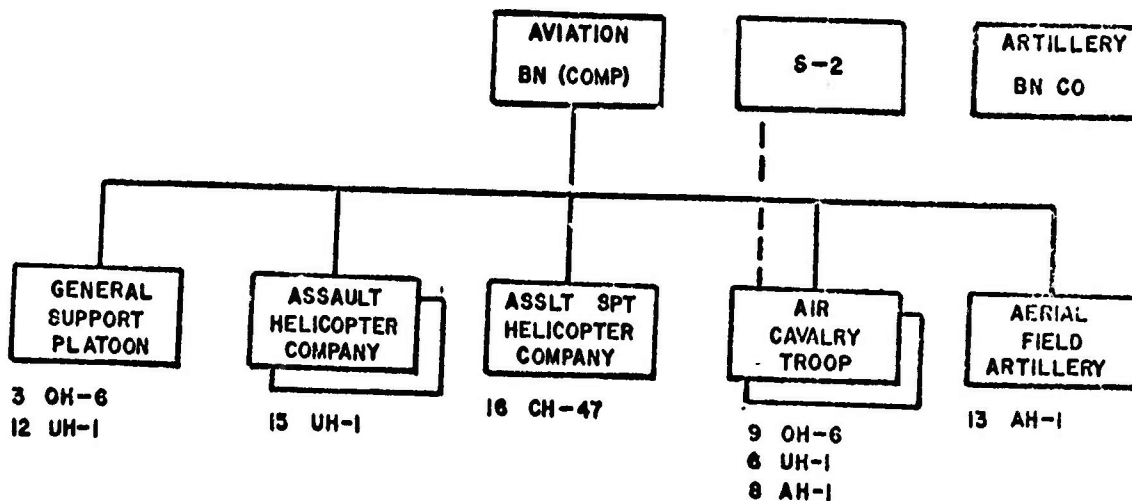 AVIATION
BN (COMP)
S-2
ARTILLERY
BN CO
GENERAL
SUPPORT
PLATOON
3 OH-6
12 UH-1
ASSAULT
HELICOPTER
COMPANY
15 UH-1
ASSLT SPT
HELICOPTER
COMPANY
16 CH-47
AIR
CAVALRY
TROOP
9 OH-6
6 UH-1
8 AH-1
AERIAL
FIELD
ARTILLERY
13 AH-1